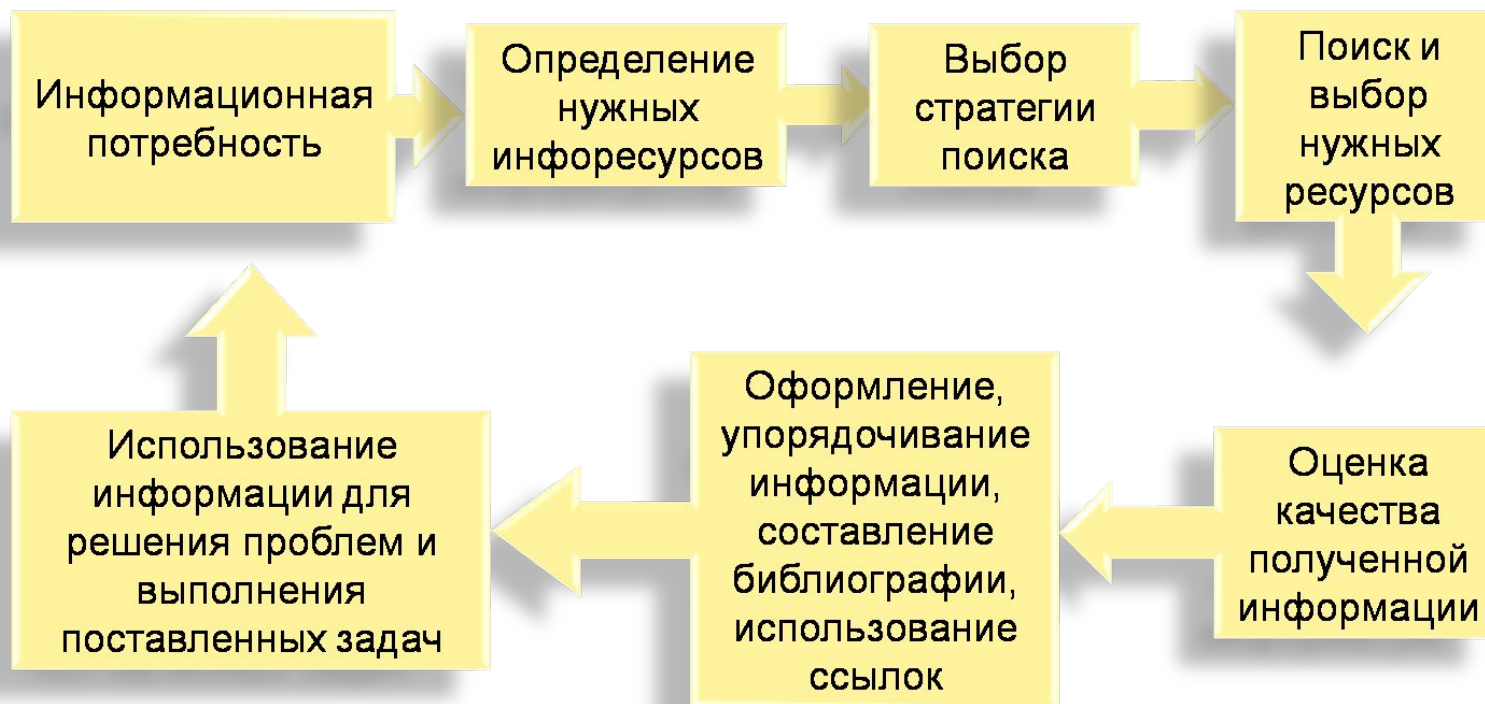 Информационная
потребность
Определение
нужных
инфоресурсов
Выбор
стратегии
поиска
Поиск и
выбор
нужных
ресурсов
Оценка
качества
полученной
информации
Оформление,
упорядочивание
информации,
составление
библиографии,
использование
ссылок
Использование
информации для
решения проблем и
выполнения
поставленных задач